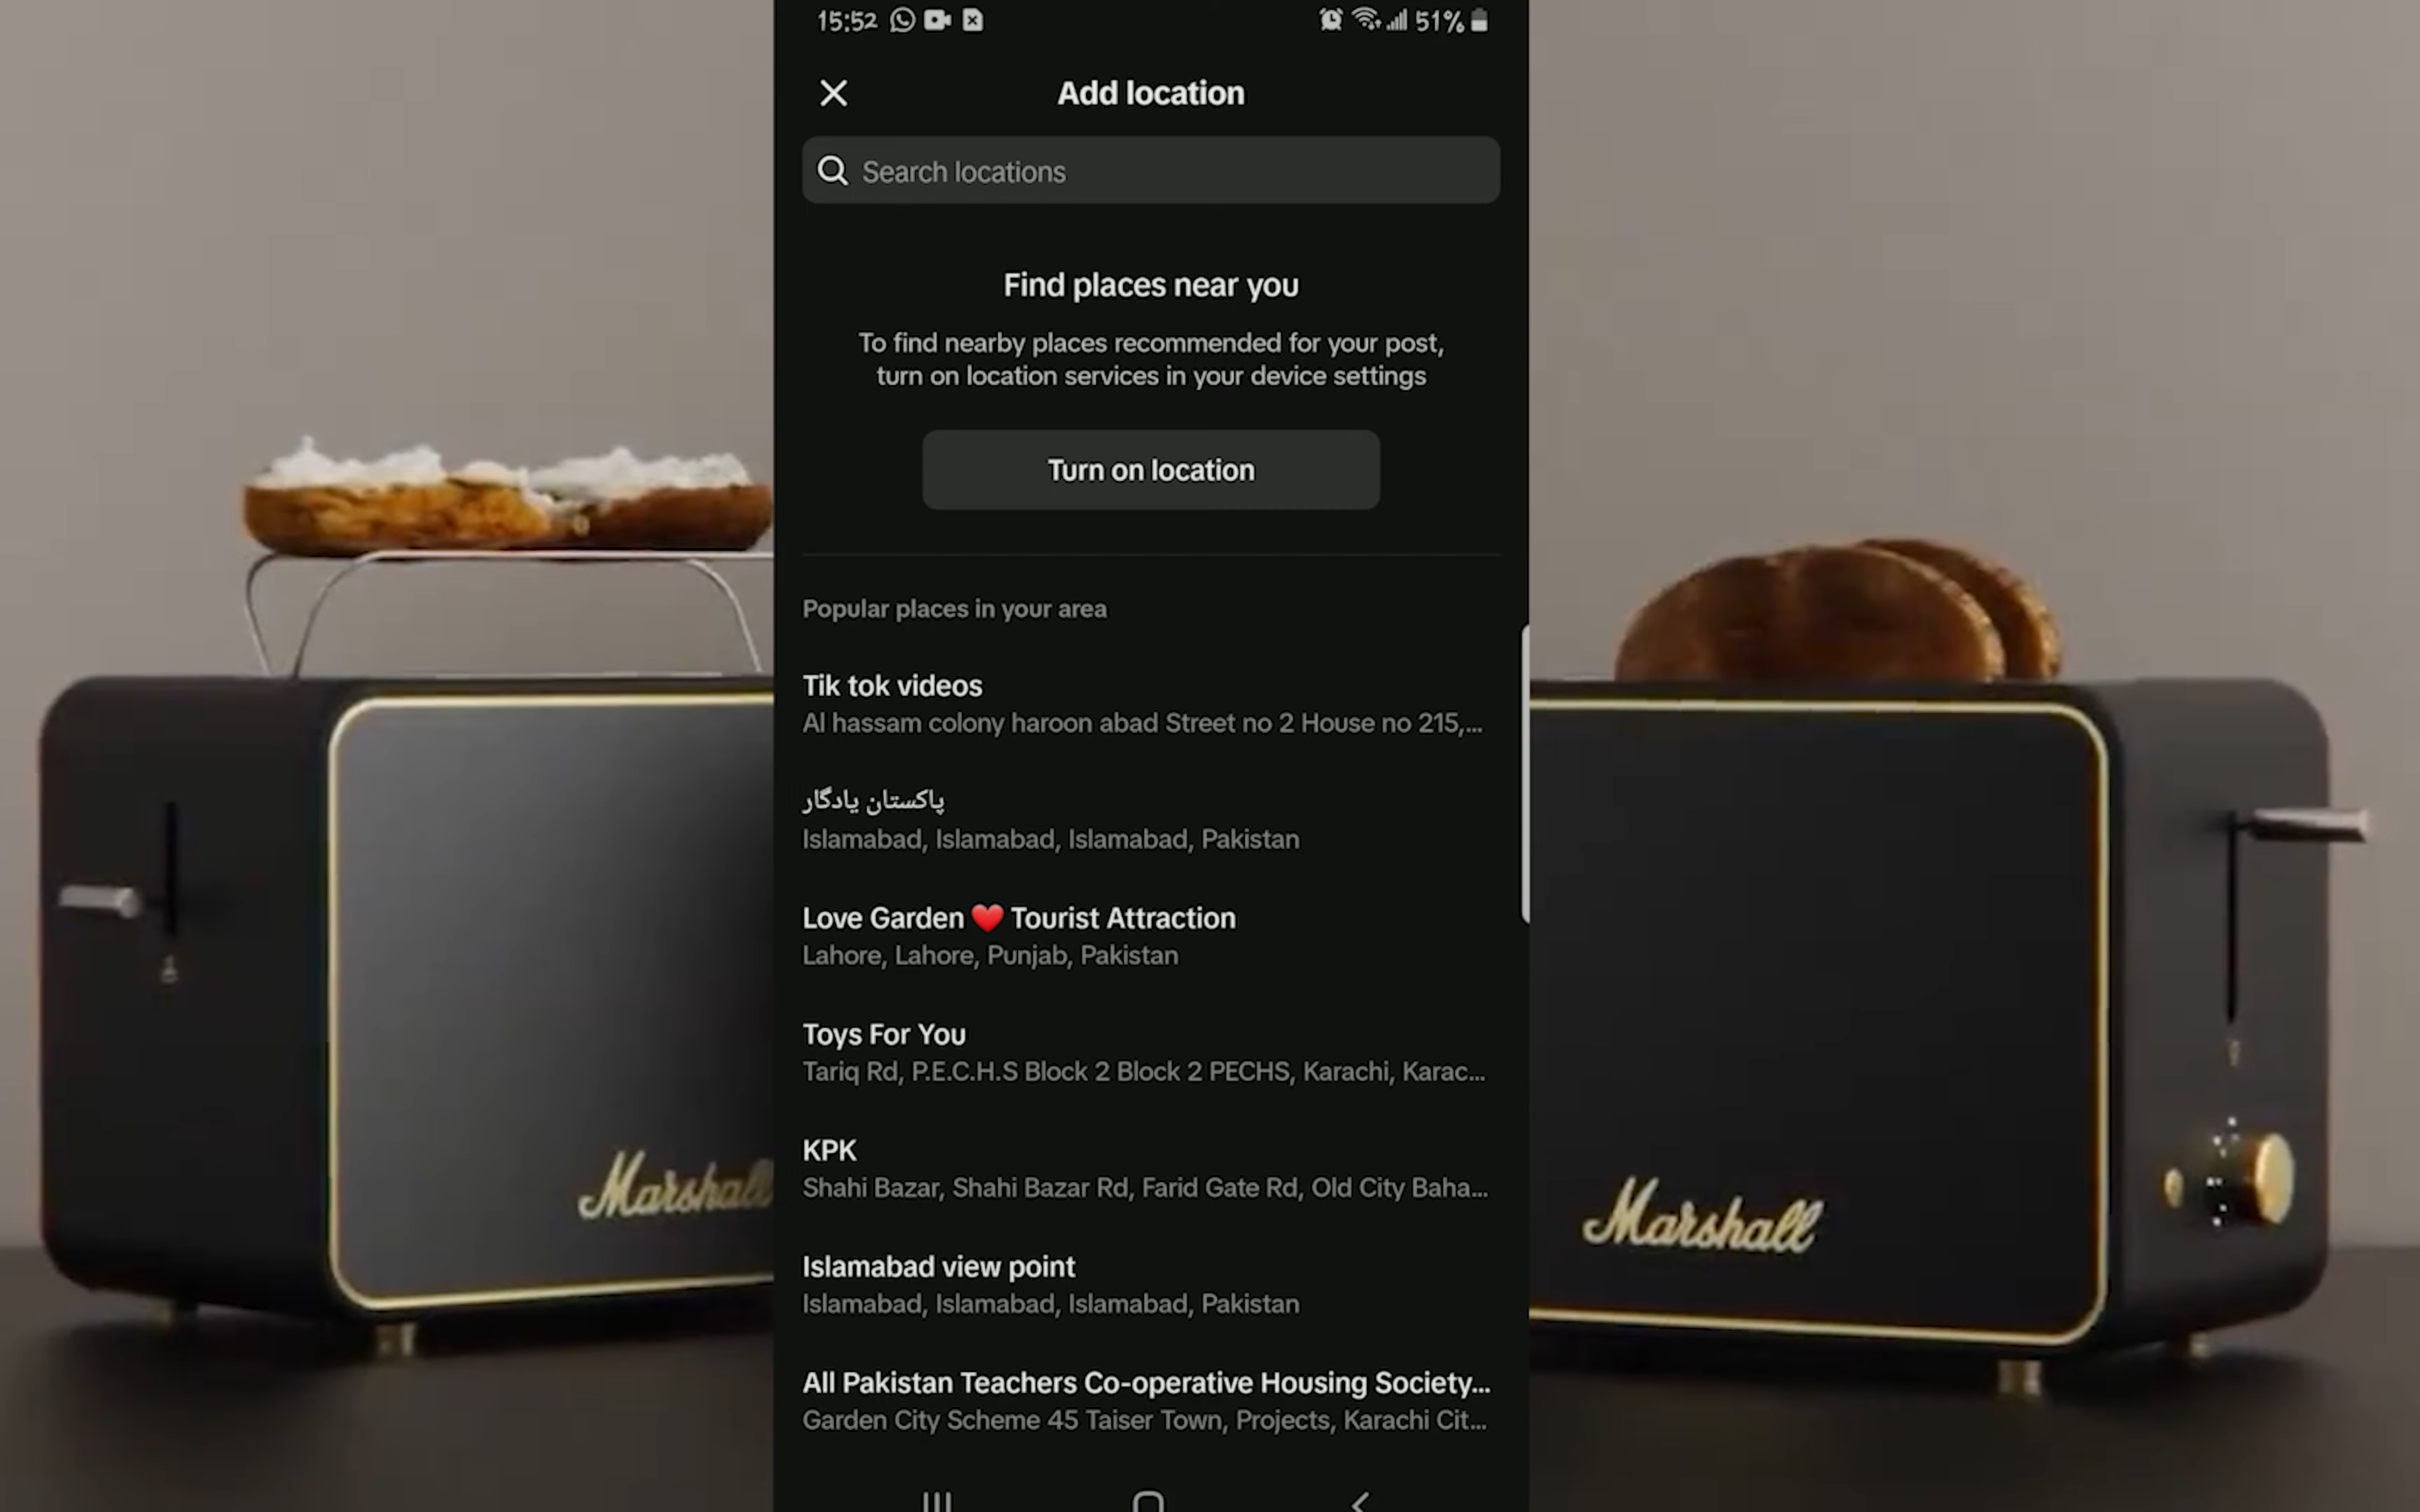 15:52
51%
Add location
Search locations
Find places near you
To find nearby places recommended for your post,
turn on location services in your device settings
Turn on location
Popular places in your area
Tik tok videos
Al hassam colony haroon abad Street no 2 House no 215,...
پاکستان یادگار
Islamabad, Islamabad, Islamabad, Pakistan
Love Garden ❤️ Tourist Attraction
Lahore, Lahore, Punjab, Pakistan
Toys For You
Tariq Rd, P.E.C.H.S Block 2 Block 2 PECHS, Karachi, Karac...
KPK
Shahi Bazar, Shahi Bazar Rd, Farid Gate Rd, Old City Baha...
Islamabad view point
Islamabad, Islamabad, Islamabad, Pakistan
All Pakistan Teachers Co-operative Housing Society...
Garden City Scheme 45 Taiser Town, Projects, Karachi Cit...
Marshall
Marshall